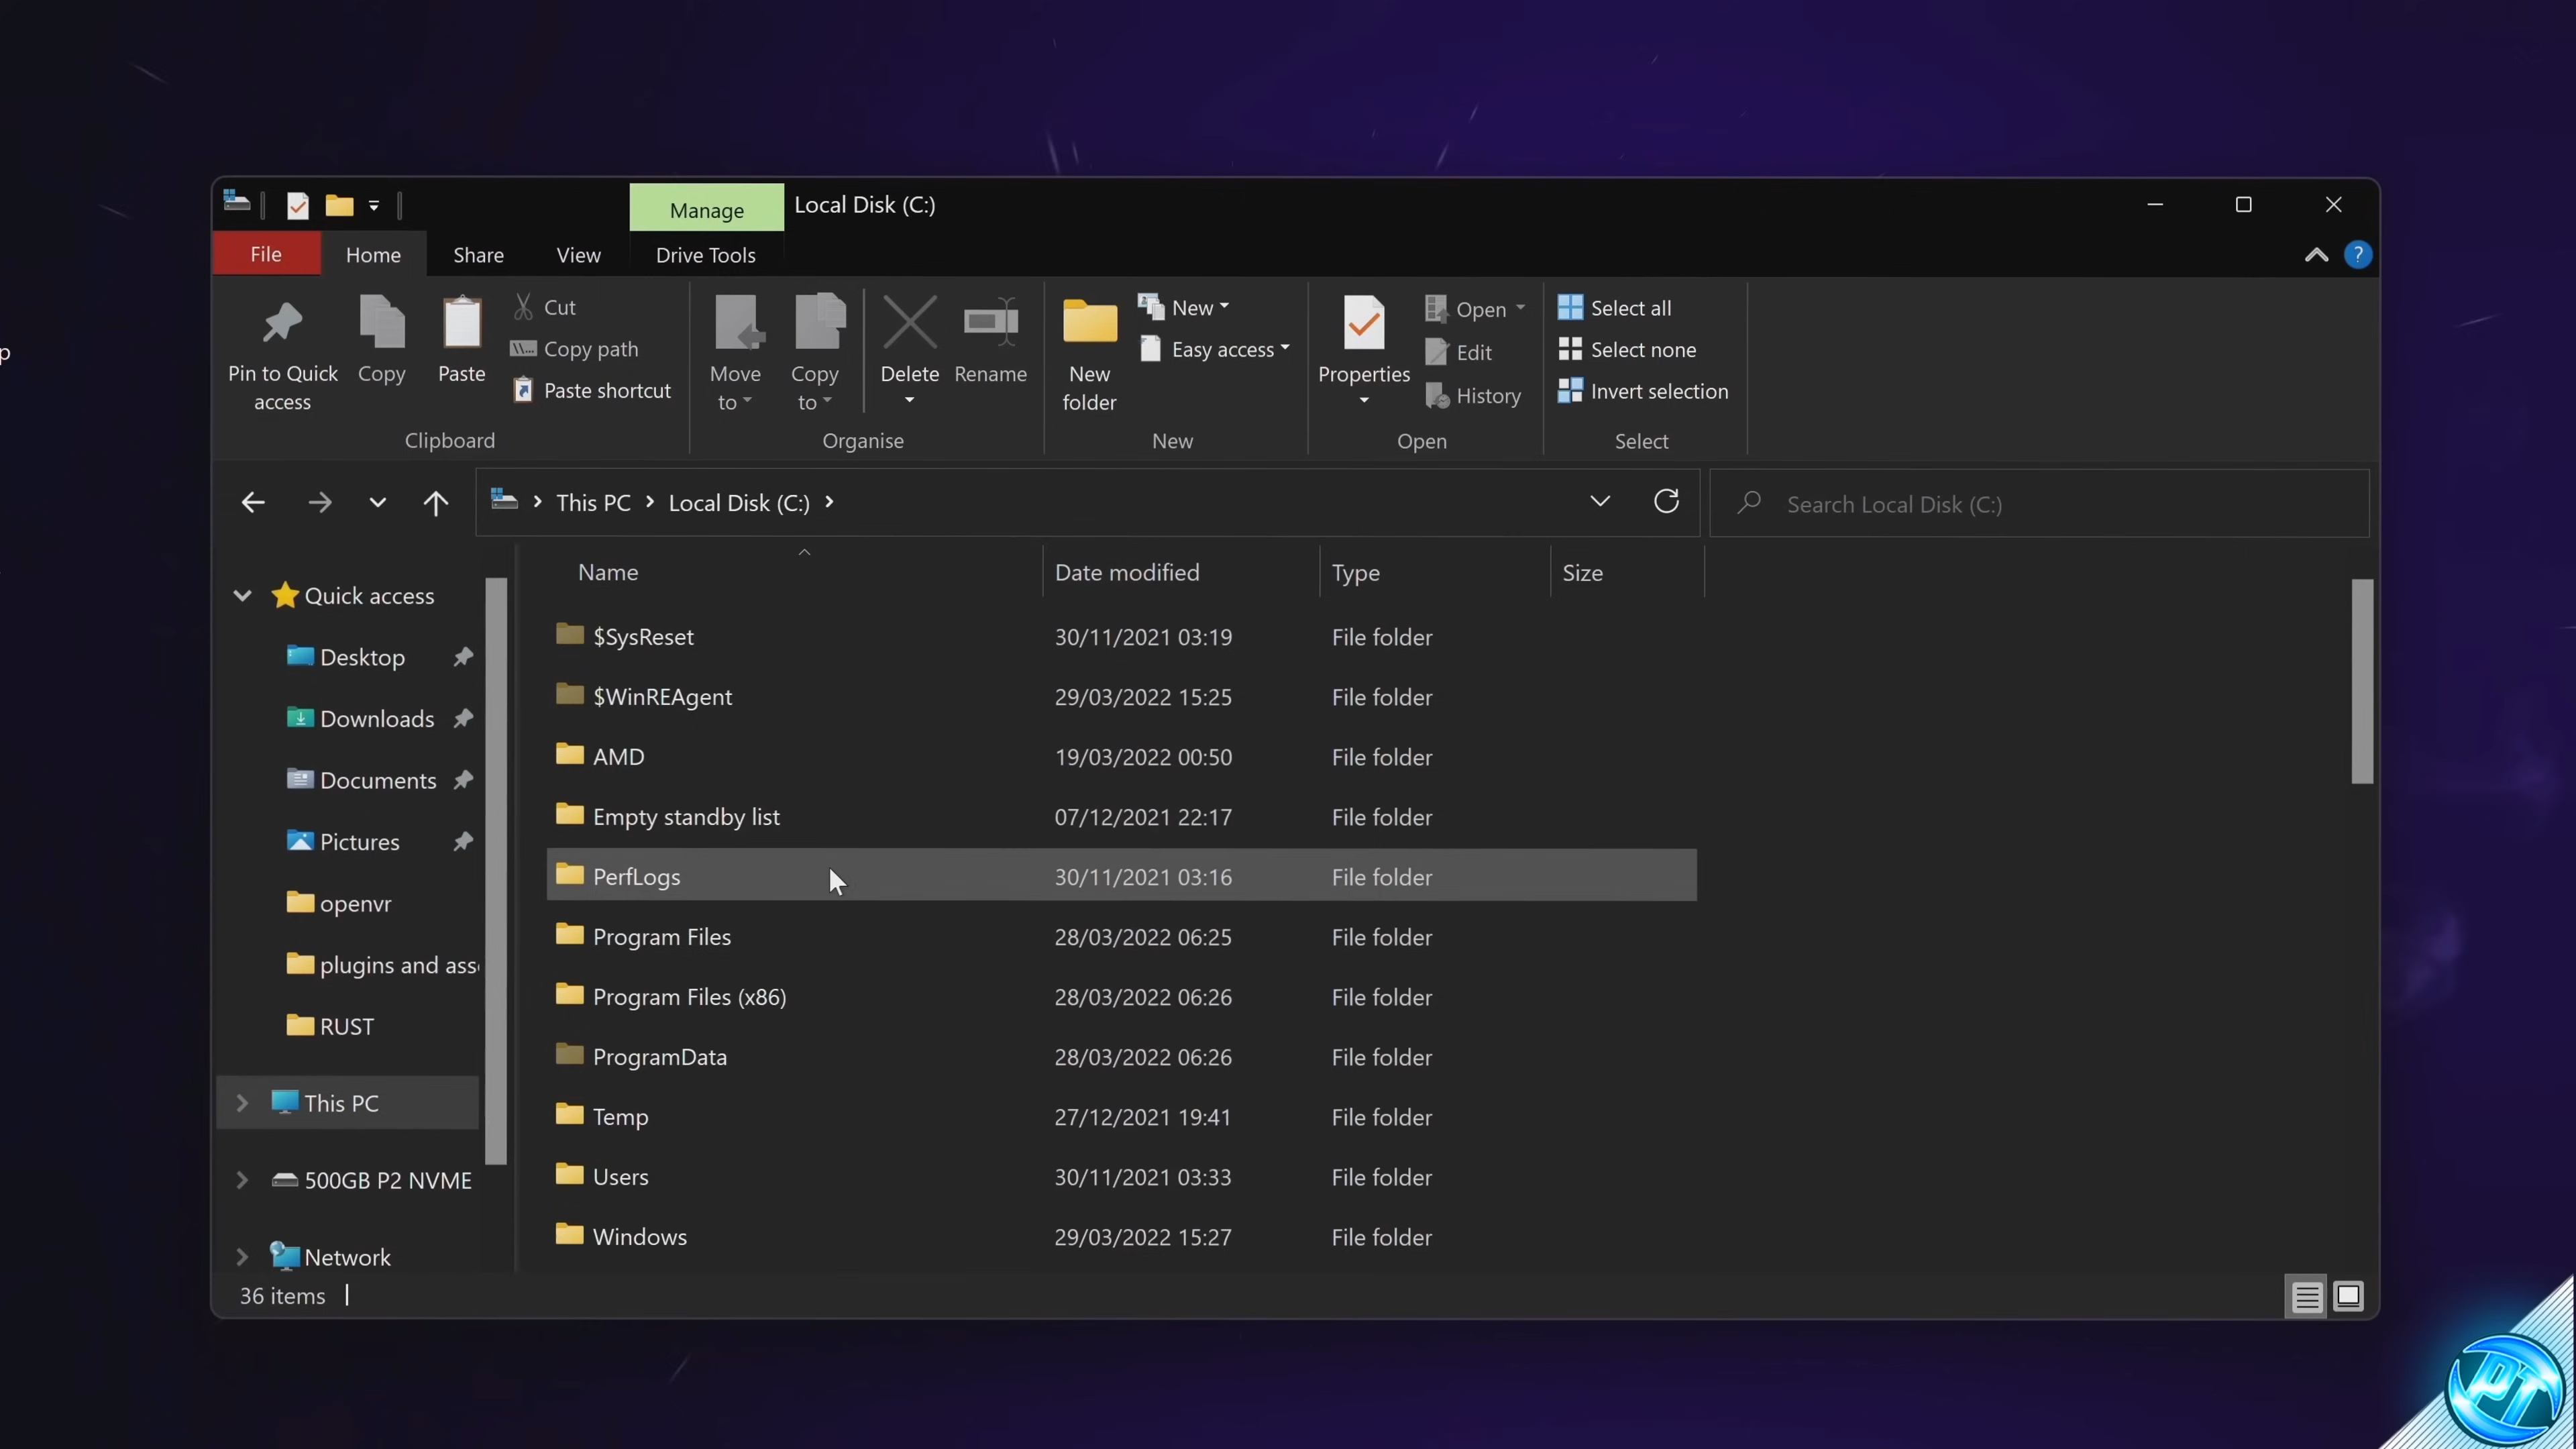 p
Manage
Local Disk (C:)
File
Home
Share
View
Drive Tools
?
Pin to Quick
access
Copy
Paste
Cut
Copy path
Paste shortcut
Clipboard
Move
to
Copy
to
Delete
Rename
Organise
New
folder
New
Easy access
New
Properties
Open
Edit
History
Open
Select all
Select none
Invert selection
Select
This PC
Local Disk (C:)
Search Local Disk (C:)
Quick access
Desktop
Downloads
Documents
Pictures
openvr
plugins and ass
RUST
This PC
500GB P2 NVME
Network
Name Date modified Type Size
$SysReset 30/11/2021 03:19 File folder
$WinREAgent 29/03/2022 15:25 File folder
AMD 19/03/2022 00:50 File folder
Empty standby list 07/12/2021 22:17 File folder
PerfLogs 30/11/2021 03:16 File folder
Program Files 28/03/2022 06:25 File folder
Program Files (x86) 28/03/2022 06:26 File folder
ProgramData 28/03/2022 06:26 File folder
Temp 27/12/2021 19:41 File folder
Users 30/11/2021 03:33 File folder
Windows 29/03/2022 15:27 File folder
36 items
PT